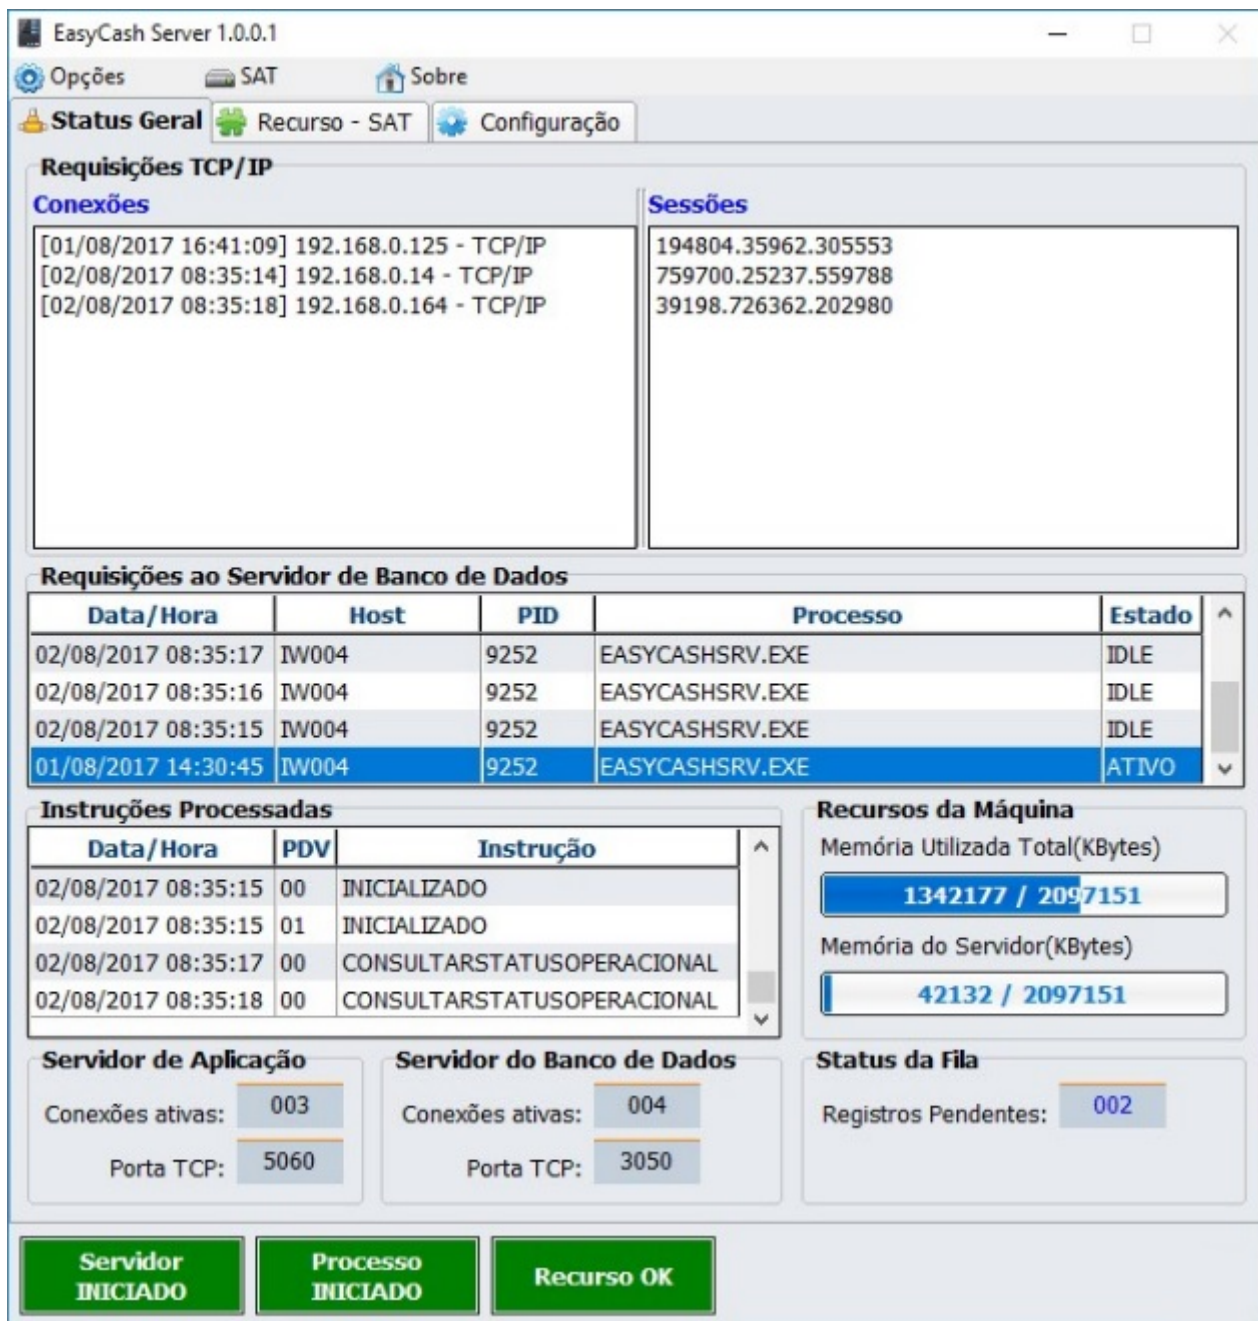 EasyCash Server 1.0.0.1
Opções SAT Sobre
Status Geral Recurso - SAT Configuração
Requisições TCP/IP
Conexões
[01/08/2017 16:41:09] 192.168.0.125 - TCP/IP
[02/08/2017 08:35:14] 192.168.0.14 - TCP/IP
[02/08/2017 08:35:18] 192.168.0.164 - TCP/IP
Sessões
194804.35962.305553
759700.25237.559788
39198.726362.202980
Requisições ao Servidor de Banco de Dados
Data/Hora Host PID Processo Estado
02/08/2017 08:35:17 IW004 9252 EASYCASHSRV.EXE IDLE
02/08/2017 08:35:16 IW004 9252 EASYCASHSRV.EXE IDLE
02/08/2017 08:35:15 IW004 9252 EASYCASHSRV.EXE IDLE
01/08/2017 14:30:45 IW004 9252 EASYCASHSRV.EXE ATIVO
Instruções Processadas
Data/Hora PDV Instrução
02/08/2017 08:35:15 00 INICIALIZADO
02/08/2017 08:35:15 01 INICIALIZADO
02/08/2017 08:35:17 00 CONSULTARSTATUSOPERACIONAL
02/08/2017 08:35:18 00 CONSULTARSTATUSOPERACIONAL
Recursos da Máquina
Memória Utilizada Total(KBytes)
1342177 / 2097151
Memória do Servidor(KBytes)
42132 / 2097151
Servidor de Aplicação
Conexões ativas: 003
Porta TCP: 5060
Servidor do Banco de Dados
Conexões ativas: 004
Porta TCP: 3050
Status da Fila
Registros Pendentes: 002
Servidor
INICIADO
Processo
INICIADO
Recurso OK